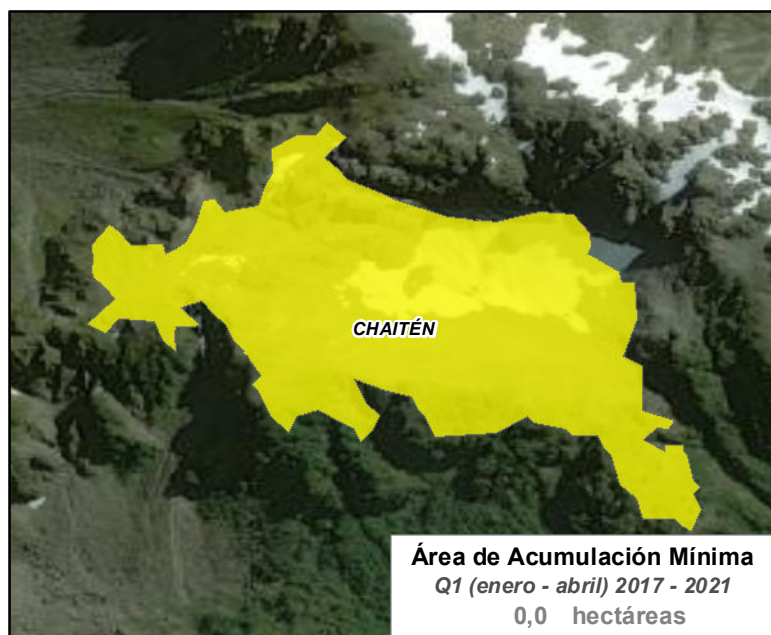 CHAITÉN
Área de Acumulación Mínima
Q1 (enero - abril) 2017 - 2021
0,0 hectáreas